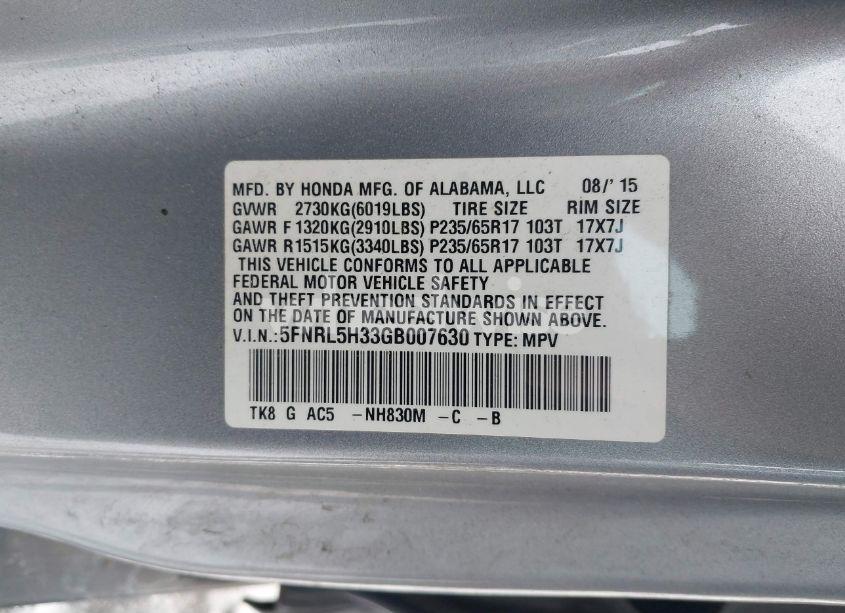 MFD. BY HONDA MFG. OF ALABAMA, LLC 08/'15
GVWR 2730KG(6019LBS) TIRE SIZE RIM SIZE
GAWR F 1320KG(2910LBS) P235/65R17 103T 17X7J
GAWR R1515KG(3340LBS) P235/65R17 103T 17X7J
THIS VEHICLE CONFORMS TO ALL APPLICABLE
FEDERAL MOTOR VEHICLE SAFETY
AND THEFT PREVENTION STANDARDS IN EFFECT
ON THE DATE OF MANUFACTURE SHOWN ABOVE.
V.I.N.:5FNRL5H33GB007630 TYPE: MPV
TK8 G AC5 -NH830M -C -B